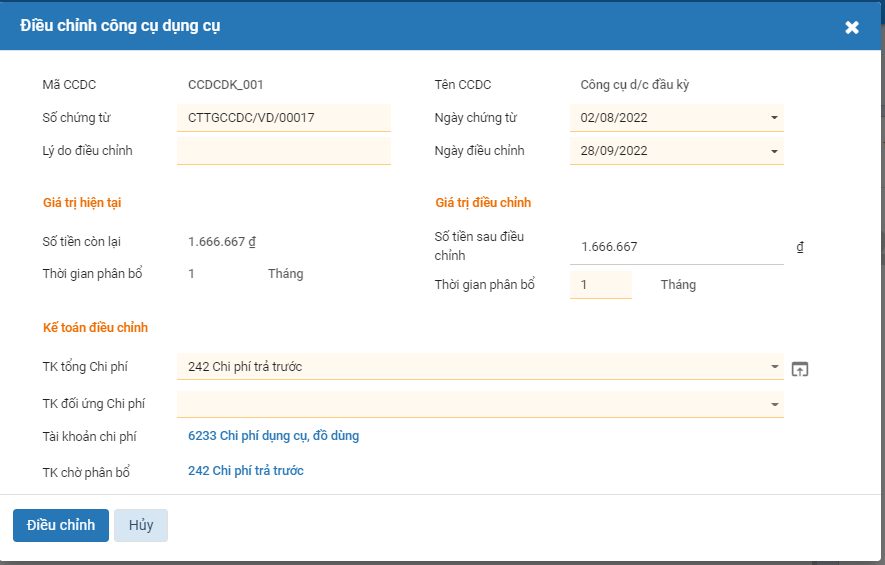 Điều chỉnh công cụ dụng cụ
Mã CCDC CCDCDK_001 Tên CCDC Công cụ d/c đầu kỳ
Số chứng từ CTTGCCDC/VD/00017 Ngày chứng từ 02/08/2022
Lý do điều chỉnh Ngày điều chỉnh 28/09/2022
Giá trị hiện tại Giá trị điều chỉnh
Số tiền còn lại 1.666.667 ₫ Số tiền sau điều chỉnh 1.666.667 ₫
Thời gian phân bổ 1 Tháng Thời gian phân bổ 1 Tháng
Kế toán điều chỉnh
TK tổng Chi phí 242 Chi phí trả trước
TK đối ứng Chi phí
Tài khoản chi phí 6233 Chi phí dụng cụ, đồ dùng
TK chờ phân bổ 242 Chi phí trả trước
Điều chỉnh Hủy